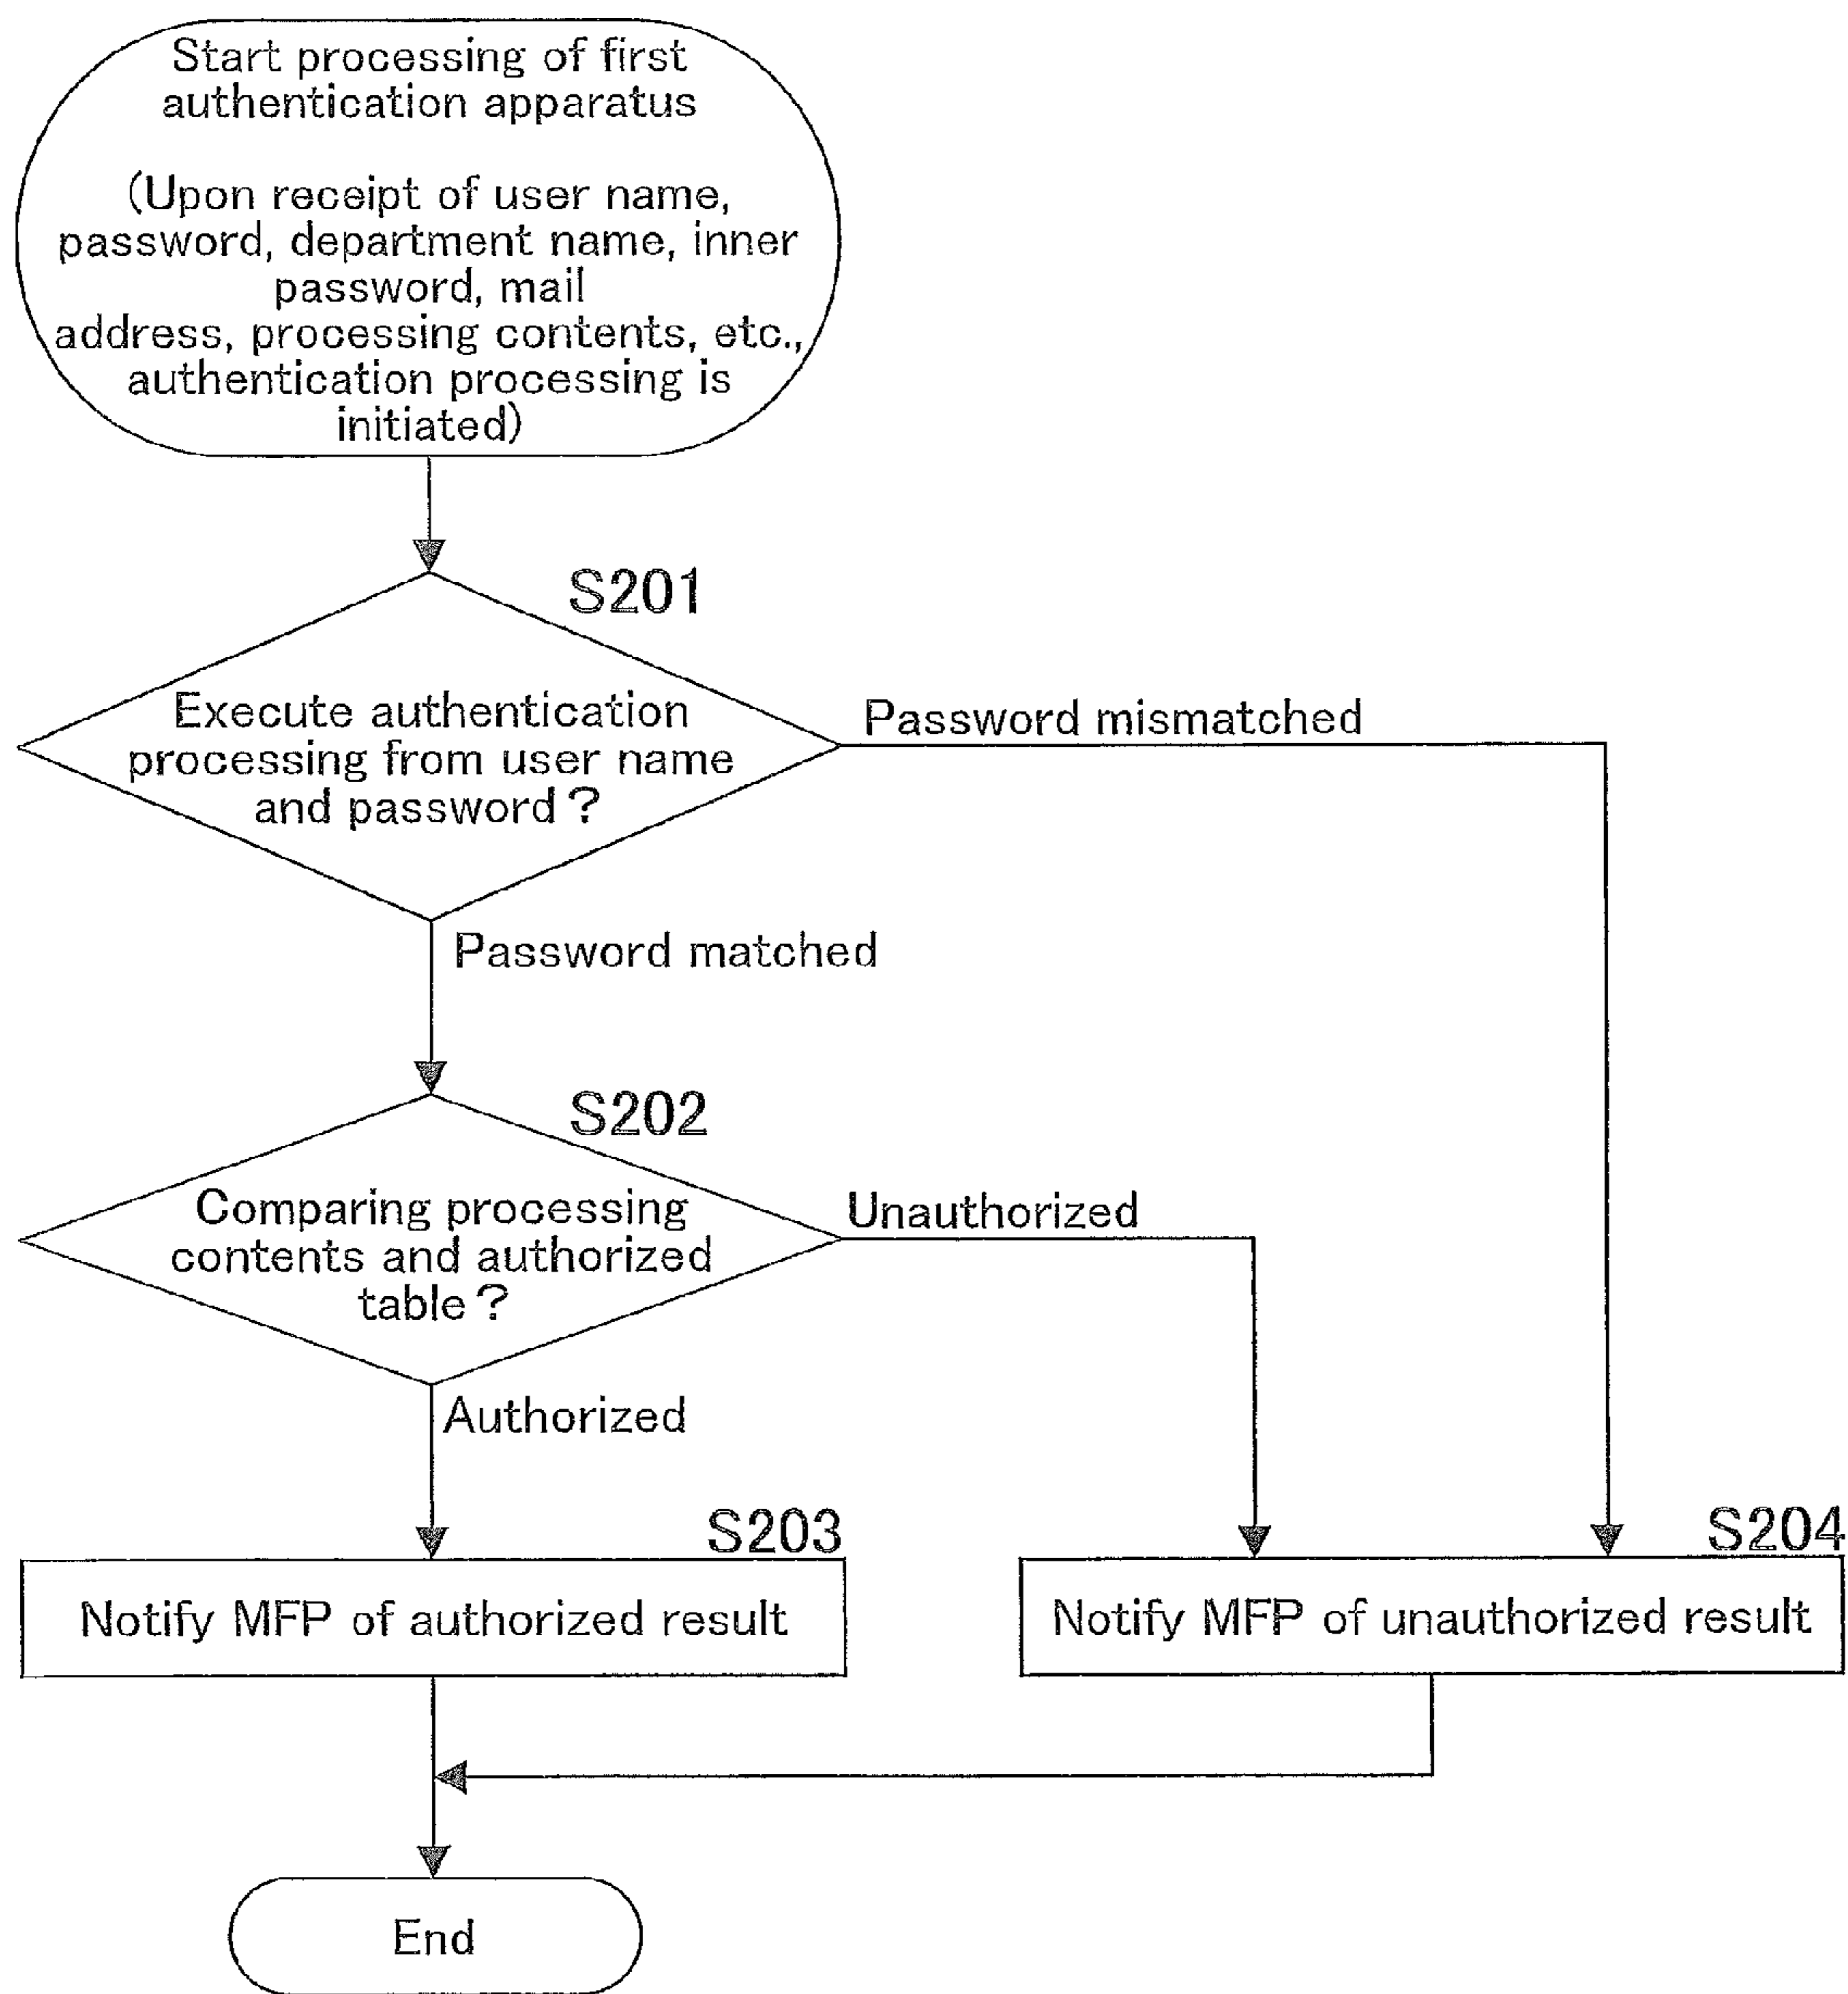 Start processing of first
authentication apparatus
(Upon receipt of user name,
password, department name, inner
password, mail
address, processing contents, etc.,
authentication processing is
initiated)
S201
Execute authentication
processing from user name
and password?
Password mismatched
Password matched
S202
Comparing processing
contents and authorized
table?
Unauthorized
Authorized
S203
Notify MFP of authorized result
S204
Notify MFP of unauthorized result
End